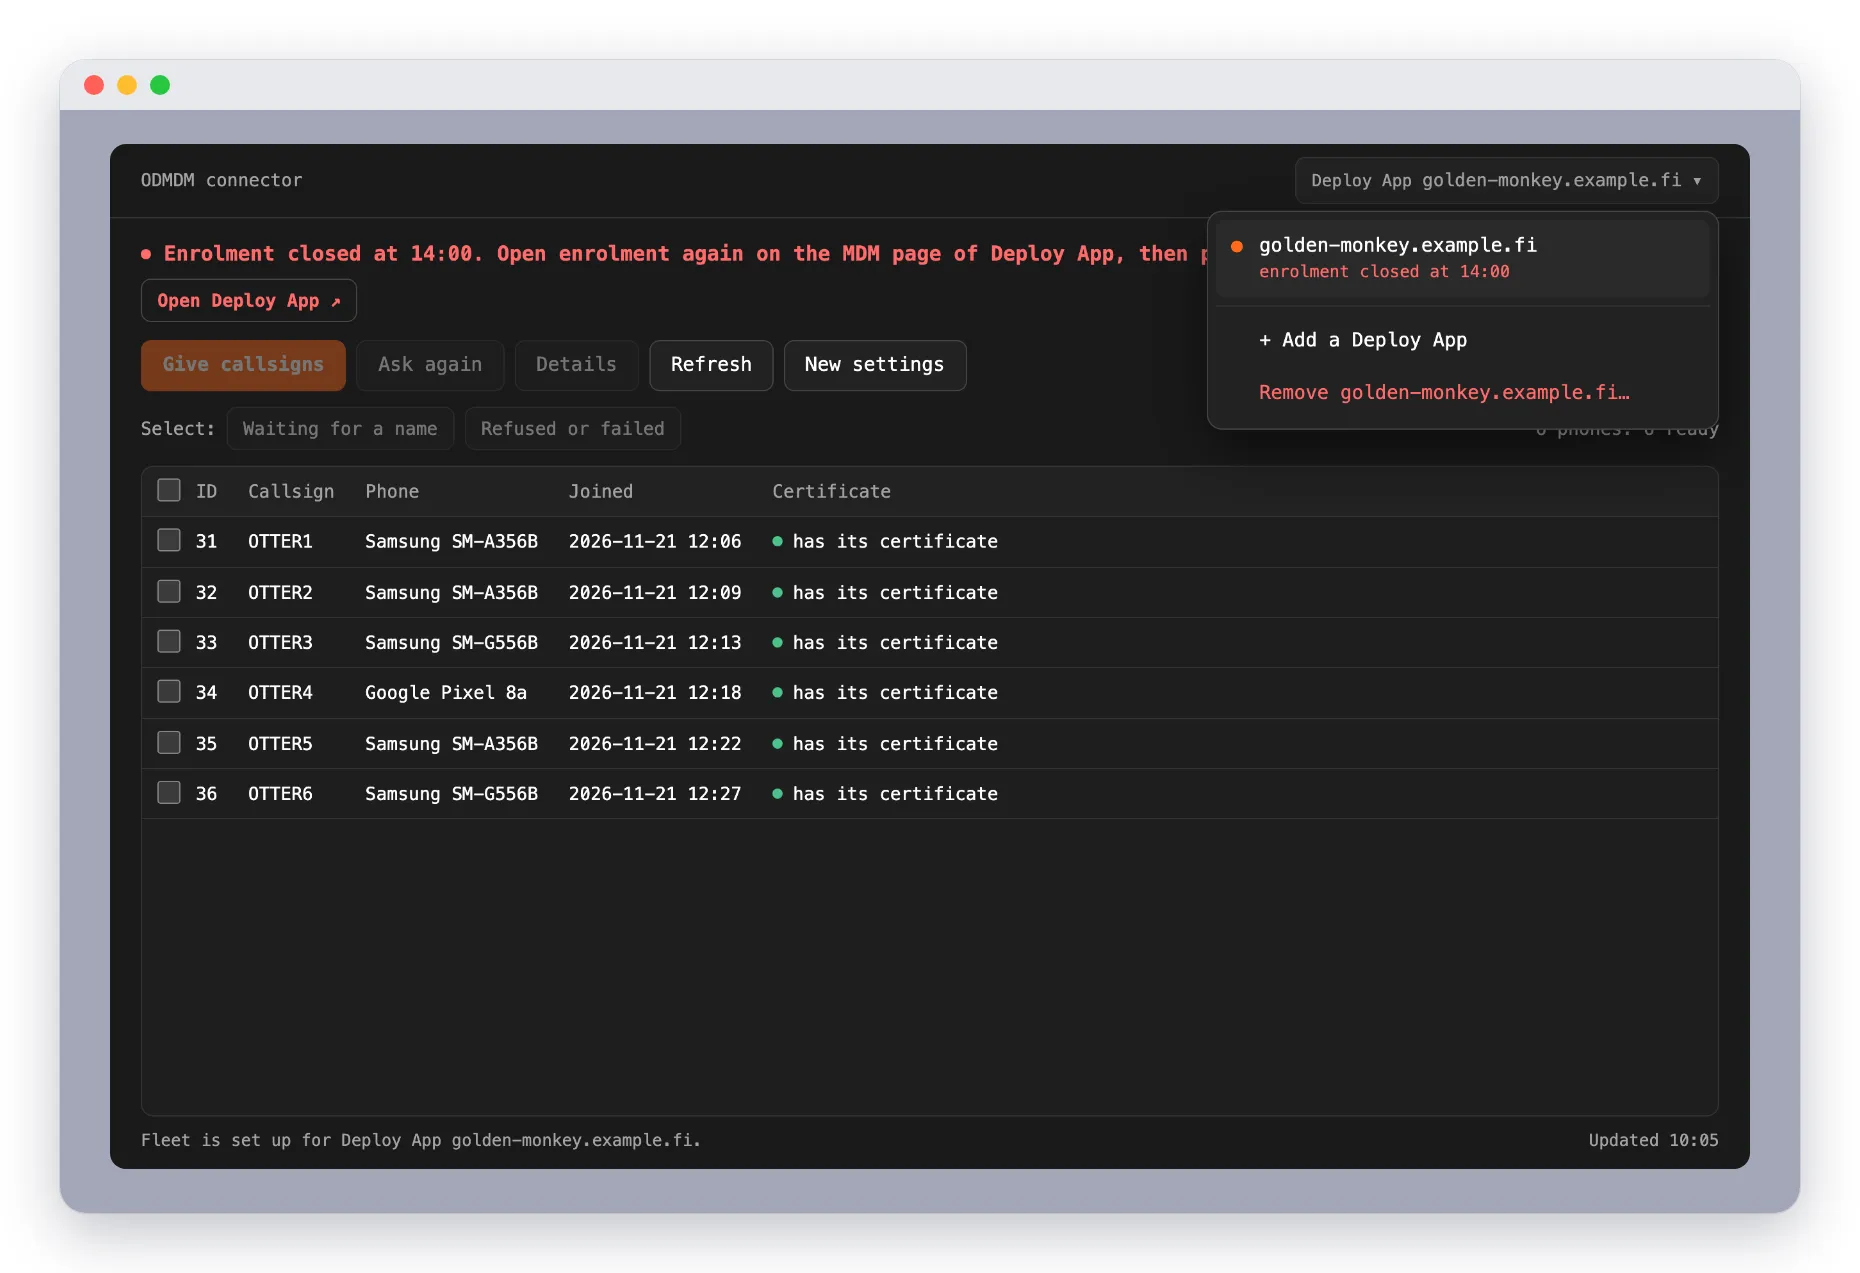 ODMDM connector
Deploy App golden-monkey.example.fi ▾
golden-monkey.example.fi
enrolment closed at 14:00
+ Add a Deploy App
Remove golden-monkey.example.fi…
Enrolment closed at 14:00. Open enrolment again on the MDM page of Deploy App, then
Open Deploy App ↗
Give callsigns
Ask again
Details
Refresh
New settings
Select:
Waiting for a name
Refused or failed
phones. ready
ID Callsign Phone Joined Certificate
31 OTTER1 Samsung SM-A356B 2026-11-21 12:06 has its certificate
32 OTTER2 Samsung SM-A356B 2026-11-21 12:09 has its certificate
33 OTTER3 Samsung SM-G556B 2026-11-21 12:13 has its certificate
34 OTTER4 Google Pixel 8a 2026-11-21 12:18 has its certificate
35 OTTER5 Samsung SM-A356B 2026-11-21 12:22 has its certificate
36 OTTER6 Samsung SM-G556B 2026-11-21 12:27 has its certificate
Fleet is set up for Deploy App golden-monkey.example.fi.
Updated 10:05